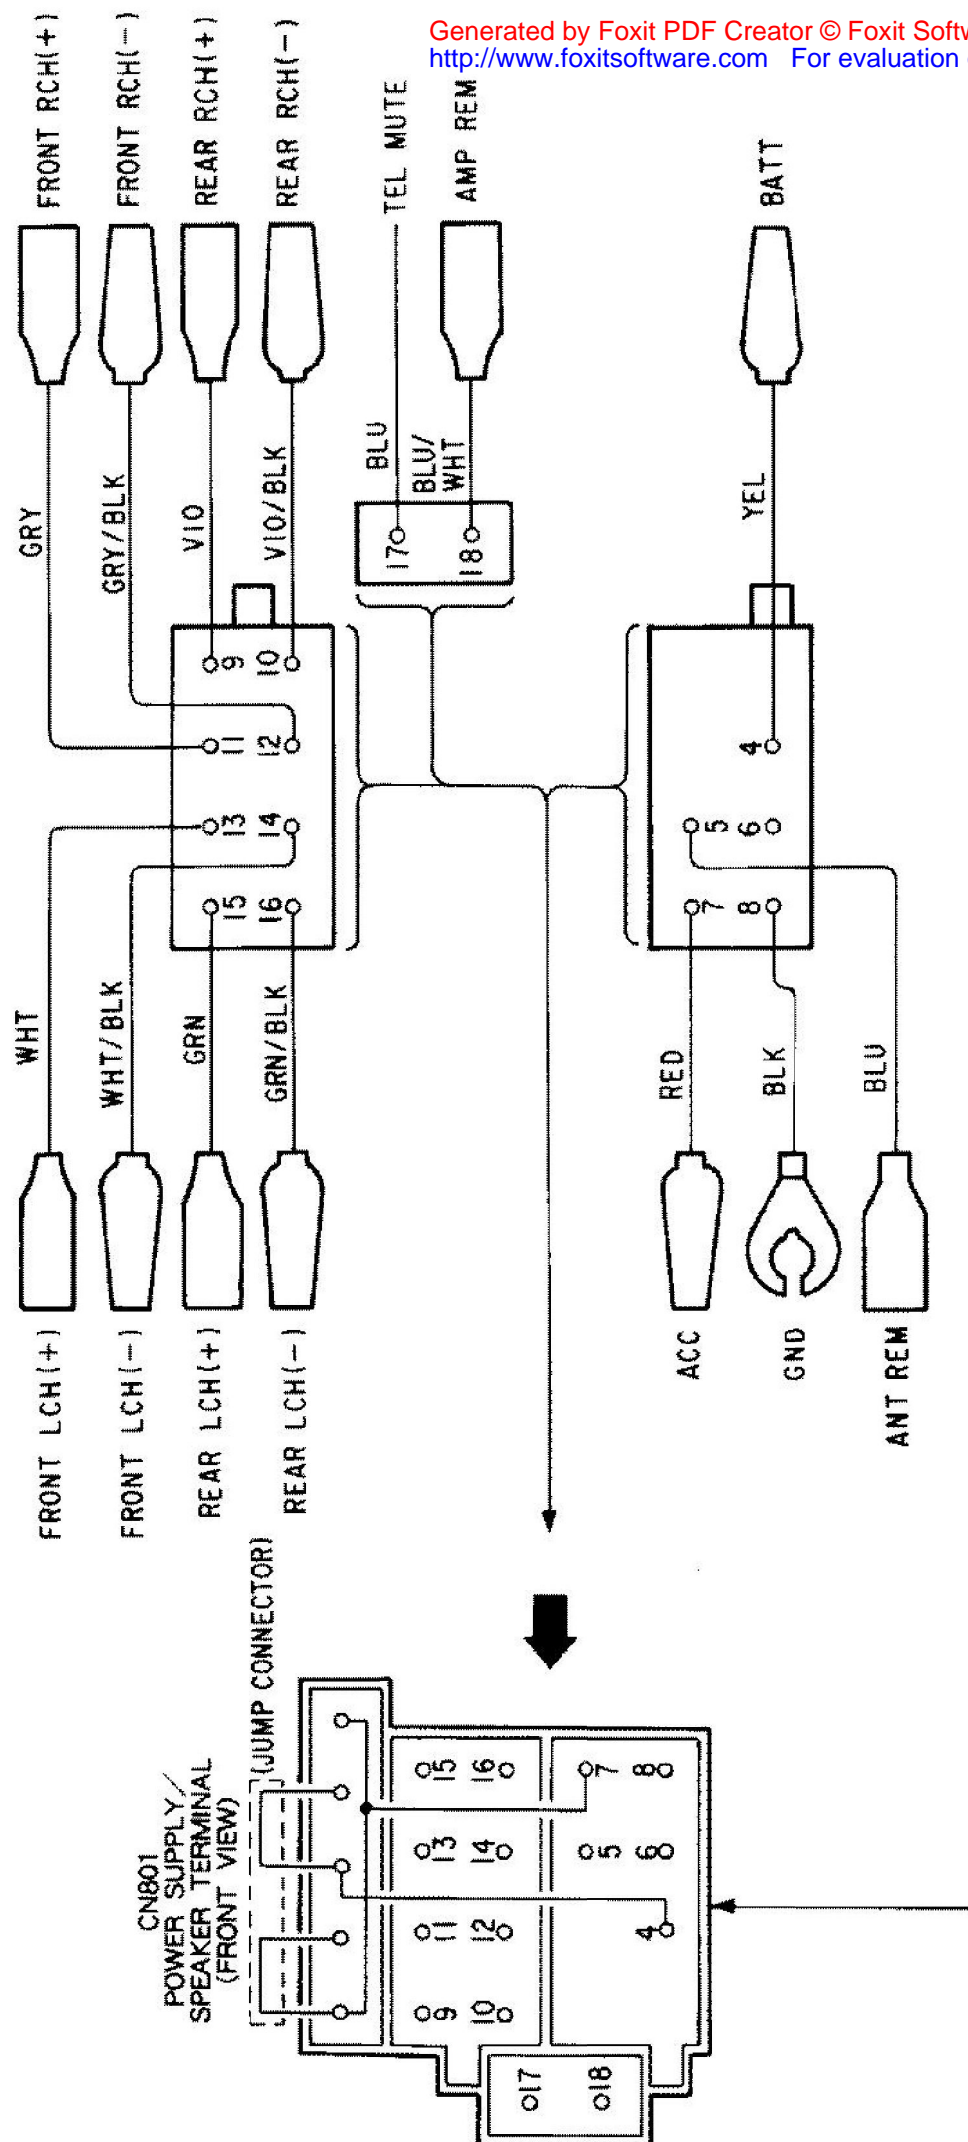 Generated by Foxit PDF Creator © Foxit Softw
http://www.foxitsoftware.com For evaluation
FRONT RCH(+)
FRONT RCH(−)
REAR RCH(+)
REAR RCH(−)
TEL MUTE
AMP REM
BATT
GRY
GRY/BLK
VIO
VIO/BLK
BLU
BLU/
WHT
YEL
17
18
9
10
11
12
13
14
15
16
4
5
6
7
8
WHT
WHT/BLK
GRN
GRN/BLK
RED
BLK
BLU
FRONT LCH(+)
FRONT LCH(−)
REAR LCH(+)
REAR LCH(−)
ACC
GND
ANT REM
CN801
POWER SUPPLY/
SPEAKER TERMINAL
(FRONT VIEW)
(JUMP CONNECTOR)
15
16
13
14
11
12
9
10
7
8
5
6
4
17
18